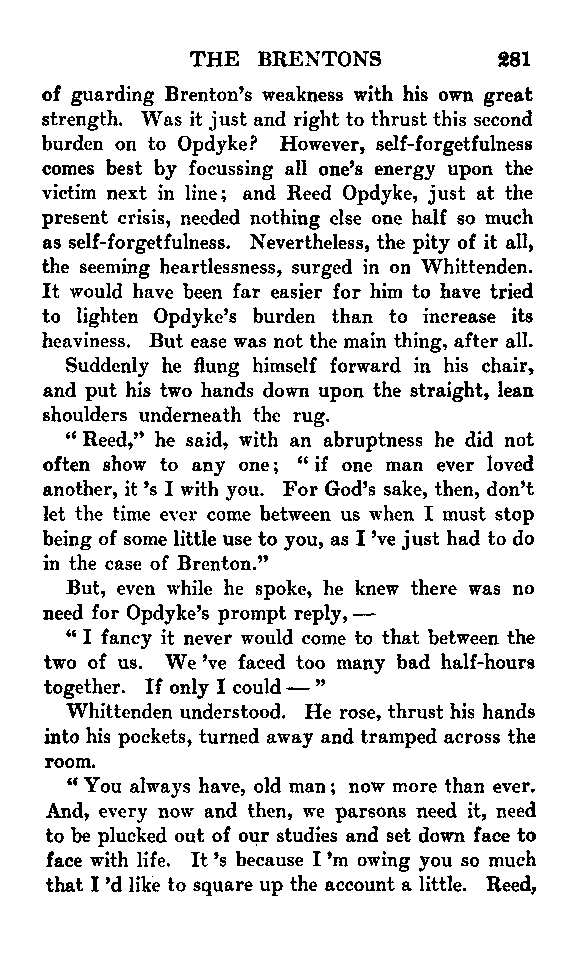 THE BRENTONS 281
of guarding Brenton's weakness with his own great
strength. Was it just and right to thrust this second
burden on to Opdyke? However, self-forgetfulness
comes best by focussing all one's energy upon the
victim next in line; and Reed Opdyke, just at the
present crisis, needed nothing else one half so much
as self-forgetfulness. Nevertheless, the pity of it all,
the seeming heartlessness, surged in on Whittenden.
It would have been far easier for him to have tried
to lighten Opdyke's burden than to increase its
heaviness. But ease was not the main thing, after all.
Suddenly he flung himself forward in his chair,
and put his two hands down upon the straight, lean
shoulders underneath the rug.
"Reed," he said, with an abruptness he did not
often show to any one; "if one man ever loved
another, it 's I with you. For God's sake, then, don't
let the time ever come between us when I must stop
being of some little use to you, as I 've just had to do
in the case of Brenton."
But, even while he spoke, he knew there was no
need for Opdyke's prompt reply, —
"I fancy it never would come to that between the
two of us. We 've faced too many bad half-hours
together. If only I could — "
Whittenden understood. He rose, thrust his hands
into his pockets, turned away and tramped across the
room.
"You always have, old man; now more than ever.
And, every now and then, we parsons need it, need
to be plucked out of our studies and set down face to
face with life. It 's because I 'm owing you so much
that I 'd like to square up the account a little. Reed,